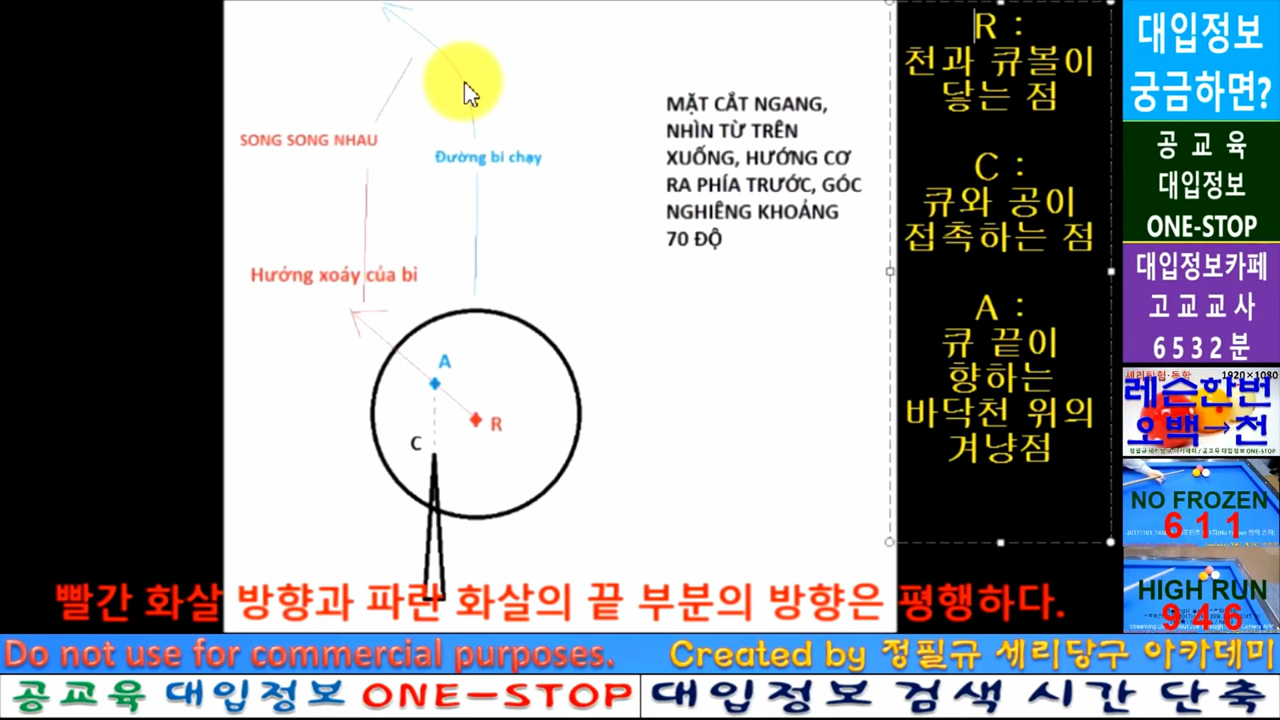 SONG SONG NHAU
Đường bi chạy
Hướng xoáy của bi
A
R
C
MẶT CẮT NGANG,
NHÌN TỪ TRÊN
XUỐNG, HƯỚNG CƠ
RA PHÍA TRƯỚC, GÓC
NGHIÊNG KHOẢNG
70 ĐỘ
R :
천과 큐볼이
닿는 점
C :
큐와 공이
접촉하는 점
A :
큐 끝이
향하는
바닥천 위의
겨냥점
대입정보
궁금하면?
공 교 육
대입정보
ONE-STOP
대입정보카페
고 교 교 사
6 5 3 2 분
1920×1080
레슨한번
오백→천
NO FROZEN
6 1 1
HIGH RUN
9 4 6
빨간 화살 방향과 파란 화살의 끝 부분의 방향은 평행하다.
Do not use for commercial purposes.
Created by 정필규 세리당구 아카데미
공교육 대입정보 ONE-STOP
대입정보 검색 시간 단축